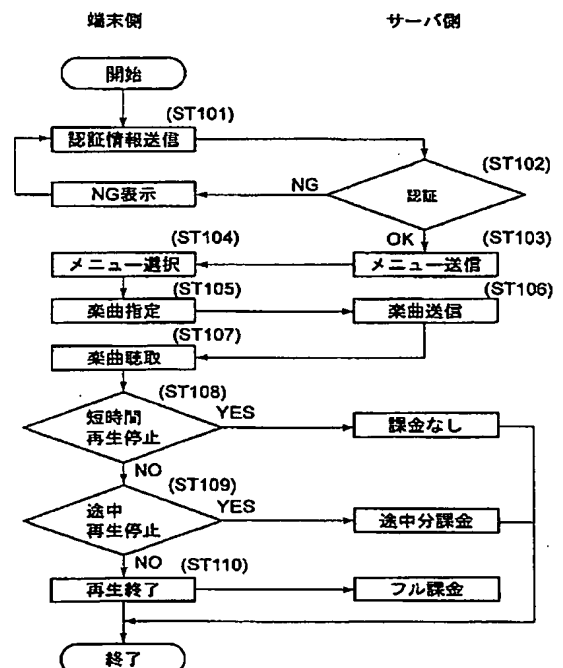 端末側
サーバ側
開始
(ST101)
認証情報送信
(ST102)
認証
NG
NG表示
OK
(ST103)
メニュー送信
(ST104)
メニュー選択
(ST105)
楽曲指定
(ST106)
楽曲送信
(ST107)
楽曲聴取
(ST108)
短時間
再生停止
YES
課金なし
NO
(ST109)
途中
再生停止
YES
途中分課金
NO
(ST110)
再生終了
フル課金
終了